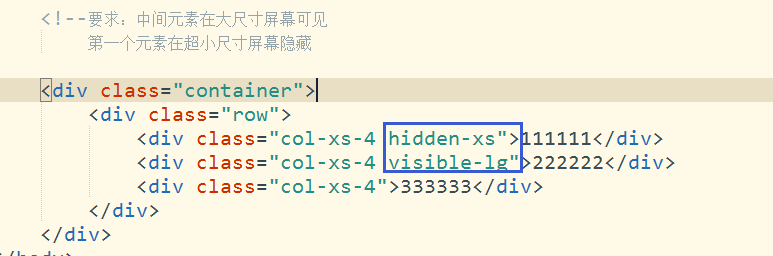 <!--要求：中间元素在大尺寸屏幕可见
第一个元素在超小尺寸屏幕隐藏
<div class="container">
<div class="row">
<div class="col-xs-4 hidden-xs">111111</div>
<div class="col-xs-4 visible-lg">222222</div>
<div class="col-xs-4">333333</div>
</div>
</div>
</body>